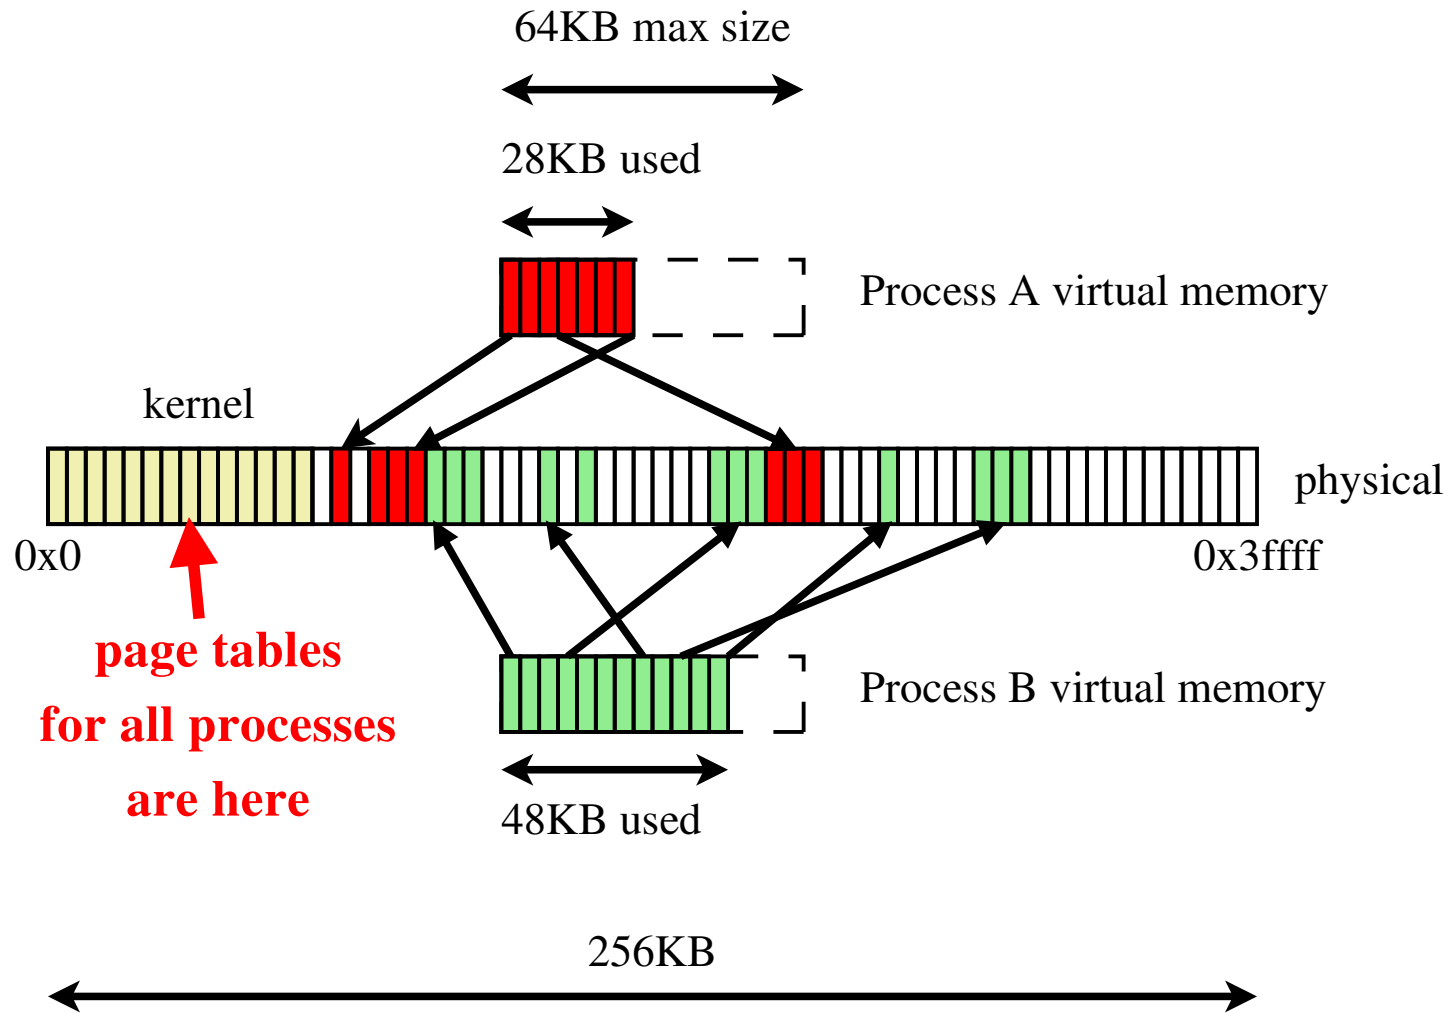 64KB max size
28KB used
Process A virtual memory
kernel
physical
0x0
0x3ffff
page tables
for all processes
are here
Process B virtual memory
48KB used
256KB